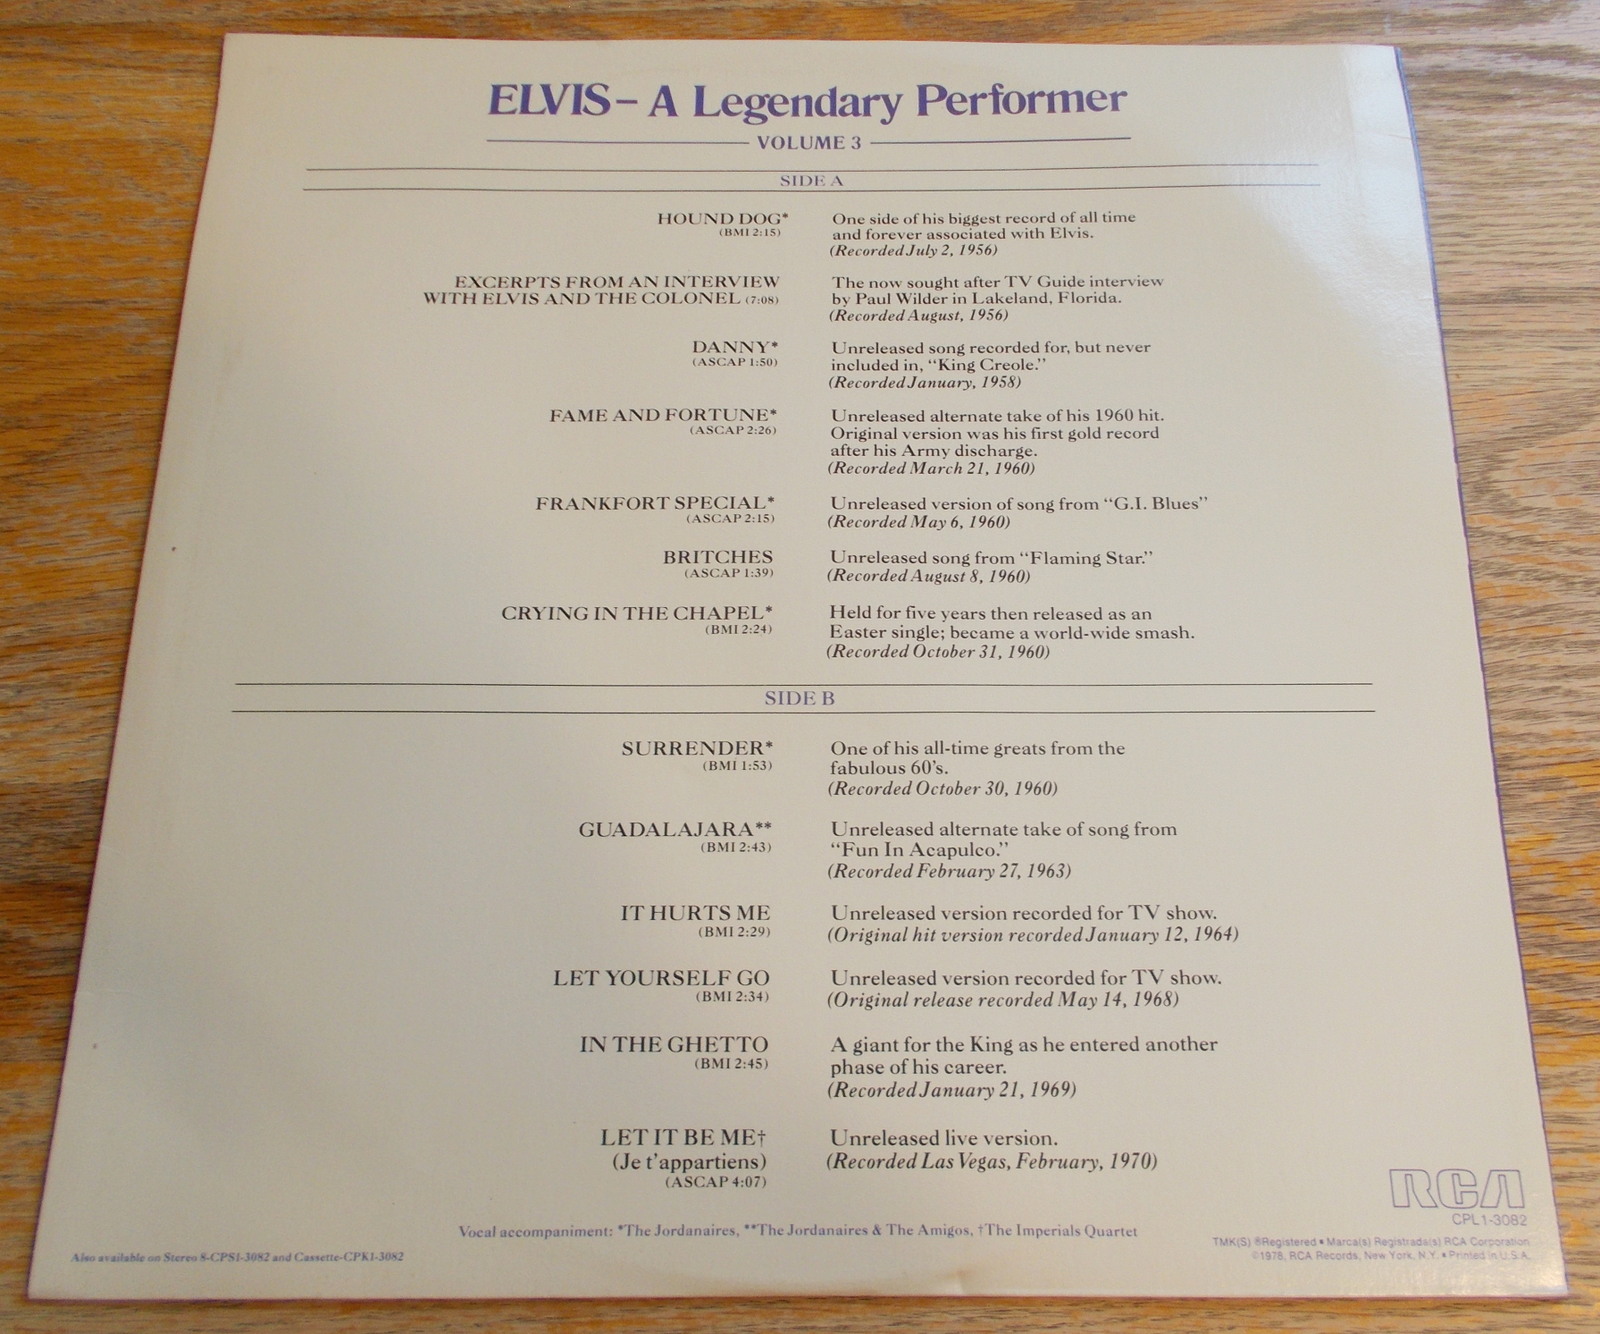 ELVIS – A Legendary Performer
VOLUME 3
SIDE A
HOUND DOG*
(BMI 2:15)
One side of his biggest record of all time
and forever associated with Elvis.
(Recorded July 2, 1956)
EXCERPTS FROM AN INTERVIEW
WITH ELVIS AND THE COLONEL (7:08)
The now sought after TV Guide interview
by Paul Wilder in Lakeland, Florida.
(Recorded August, 1956)
DANNY*
(ASCAP 1:50)
Unreleased song recorded for, but never
included in, “King Creole.”
(Recorded January, 1958)
FAME AND FORTUNE*
(ASCAP 2:26)
Unreleased alternate take of his 1960 hit.
Original version was his first gold record
after his Army discharge.
(Recorded March 21, 1960)
FRANKFORT SPECIAL*
(ASCAP 2:15)
Unreleased version of song from “G.I. Blues”
(Recorded May 6, 1960)
BRITCHES
(ASCAP 1:39)
Unreleased song from “Flaming Star.”
(Recorded August 8, 1960)
CRYING IN THE CHAPEL*
(BMI 2:24)
Held for five years then released as an
Easter single; became a world-wide smash.
(Recorded October 31, 1960)
SIDE B
SURRENDER*
(BMI 1:53)
One of his all-time greats from the
fabulous 60's.
(Recorded October 30, 1960)
GUADALAJARA**
(BMI 2:43)
Unreleased alternate take of song from
“Fun In Acapulco.”
(Recorded February 27, 1963)
IT HURTS ME
(BMI 2:29)
Unreleased version recorded for TV show.
(Original hit version recorded January 12, 1964)
LET YOURSELF GO
(BMI 2:34)
Unreleased version recorded for TV show.
(Original release recorded May 14, 1968)
IN THE GHETTO
(BMI 2:45)
A giant for the King as he entered another
phase of his career.
(Recorded January 21, 1969)
LET IT BE ME†
(Je t'appartiens)
(ASCAP 4:07)
Unreleased live version.
(Recorded Las Vegas, February, 1970)
RCA
CPL1-3082
Vocal accompaniment: *The Jordanaires, **The Jordanaires & The Amigos, †The Imperials Quartet
Also available on Stereo 8-CPS1-3082 and Cassette-CPK1-3082
TMK(S) ®Registered • Marca(s) Registrada(s) RCA Corporation
©1978, RCA Records, New York, N.Y. • Printed in U.S.A.